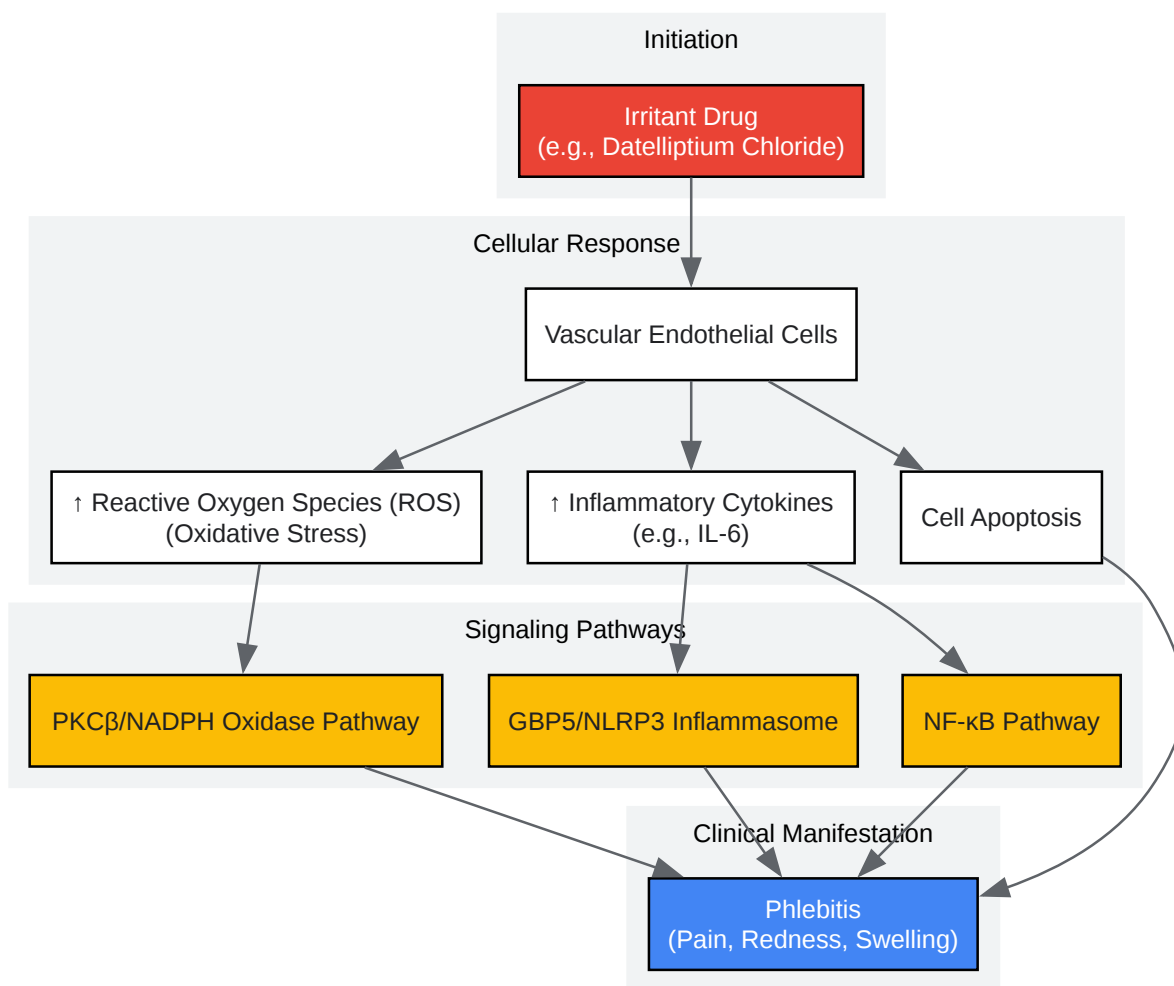 Initiation
Irritant Drug
(e.g., Datelliptium Chloride)
Cellular Response
Vascular Endothelial Cells
↑ Reactive Oxygen Species (ROS)
(Oxidative Stress)
↑ Inflammatory Cytokines
(e.g., IL-6)
Cell Apoptosis
Signaling Pathways
PKCβ/NADPH Oxidase Pathway
GBP5/NLRP3 Inflammasome
NF-κB Pathway
Clinical Manifestation
Phlebitis
(Pain, Redness, Swelling)